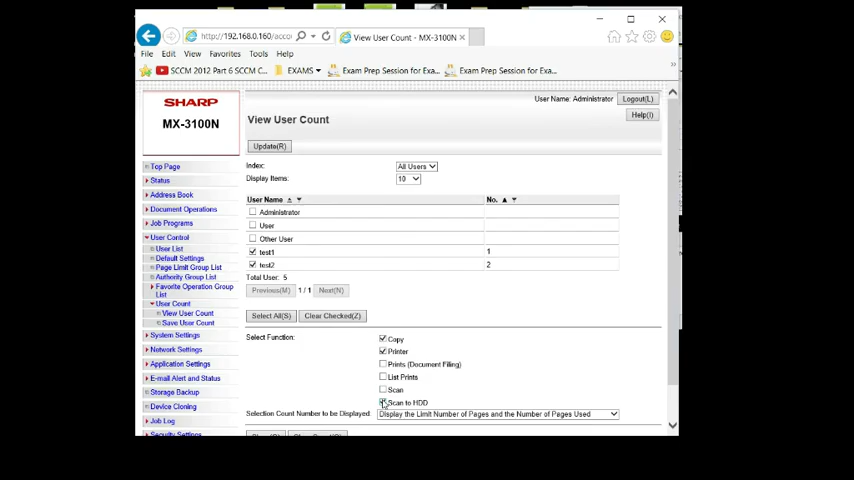 http://192.168.0.160/acco
View User Count - MX-3100N
File Edit View Favorites Tools Help
SCCM 2012 Part 6 SCCM C... EXAMS Exam Prep Session for Exa... Exam Prep Session for Exa...
SHARP
MX-3100N
User Name: Administrator Logout(L)
View User Count
Help(I)
Update(R)
Index: All Users
Display Items: 10
User Name No.
Administrator
User
Other User
test1 1
test2 2
Total User: 5
Previous(M) 1 / 1 Next(N)
Select All(S) Clear Checked(Z)
Select Function: Copy
Printer
Prints (Document Filing)
List Prints
Scan
Scan to HDD
Selection Count Number to be Displayed: Display the Limit Number of Pages and the Number of Pages Used
Top Page
Status
Address Book
Document Operations
Job Programs
User Control
User List
Default Settings
Page Limit Group List
Authority Group List
Favorite Operation Group
List
User Count
View User Count
Save User Count
System Settings
Network Settings
Application Settings
E-mail Alert and Status
Storage Backup
Device Cloning
Job Log
Security Settings